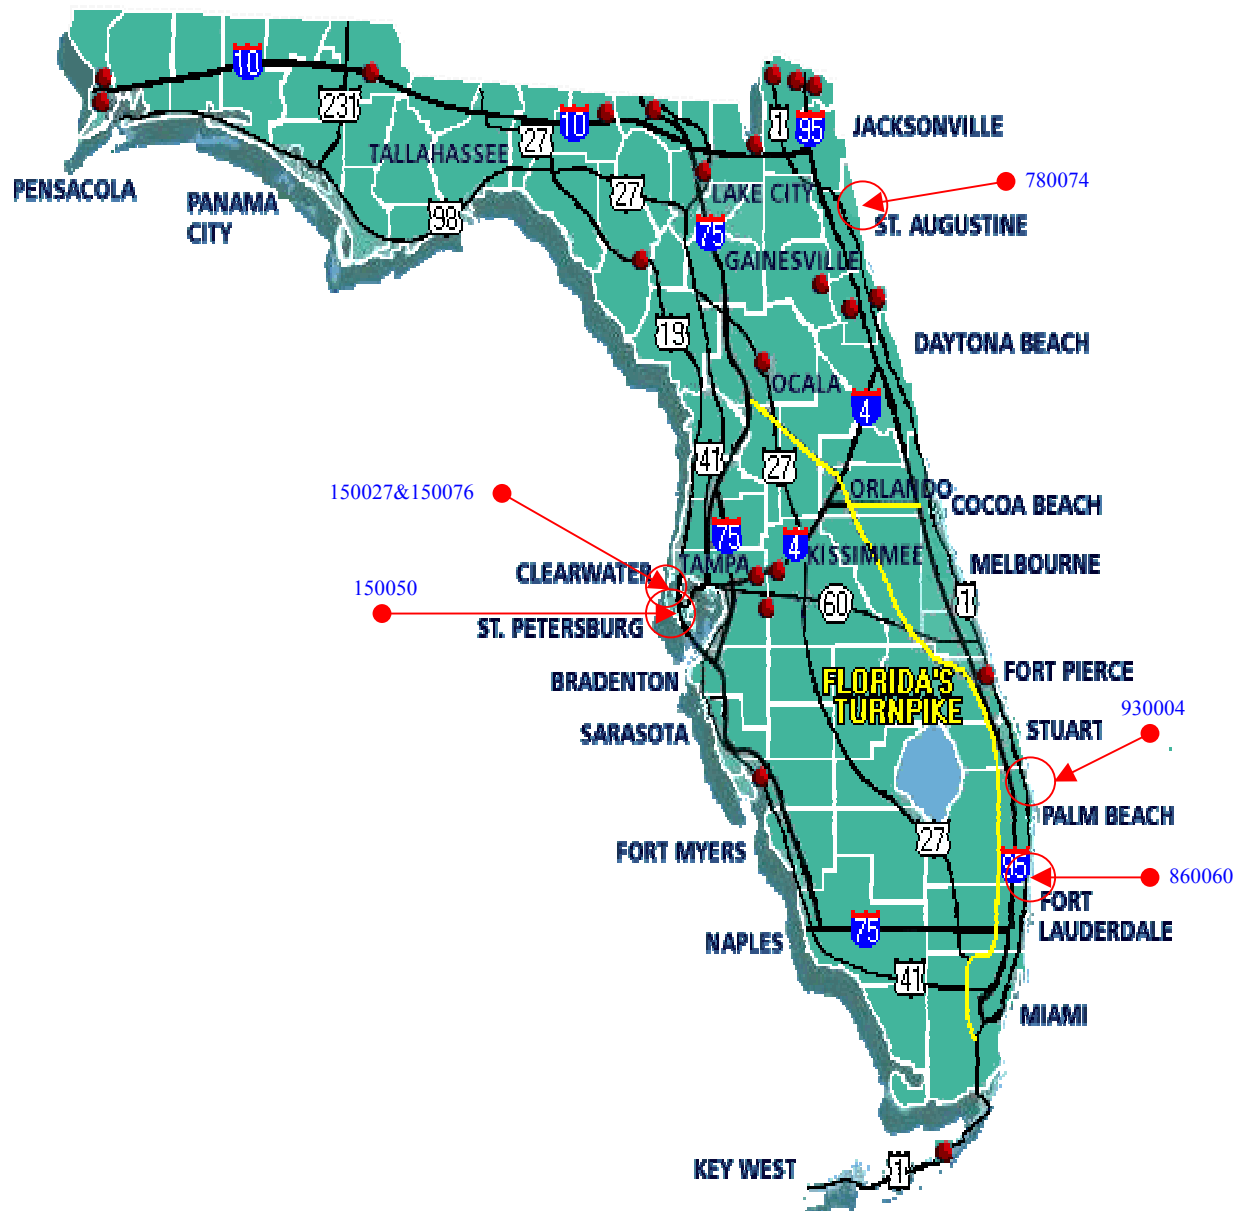 10
231
10
27
1
95
JACKSONVILLE
TALLAHASSEE
PENSACOLA
PANAMA
CITY
98
27
LAKE CITY
780074
ST. AUGUSTINE
75
GAINESVILLE
19
DAYTONA BEACH
OCALA
4
41
27
ORLANDO
COCOA BEACH
150027&150076
75
4
KISSIMMEE
TAMPA
MELBOURNE
CLEARWATER
150050
60
1
ST. PETERSBURG
BRADENTON
FLORIDA'S
TURNPIKE
FORT PIERCE
SARASOTA
930004
STUART
PALM BEACH
27
FORT MYERS
95
860060
FORT
LAUDERDALE
75
NAPLES
41
MIAMI
KEY WEST
1